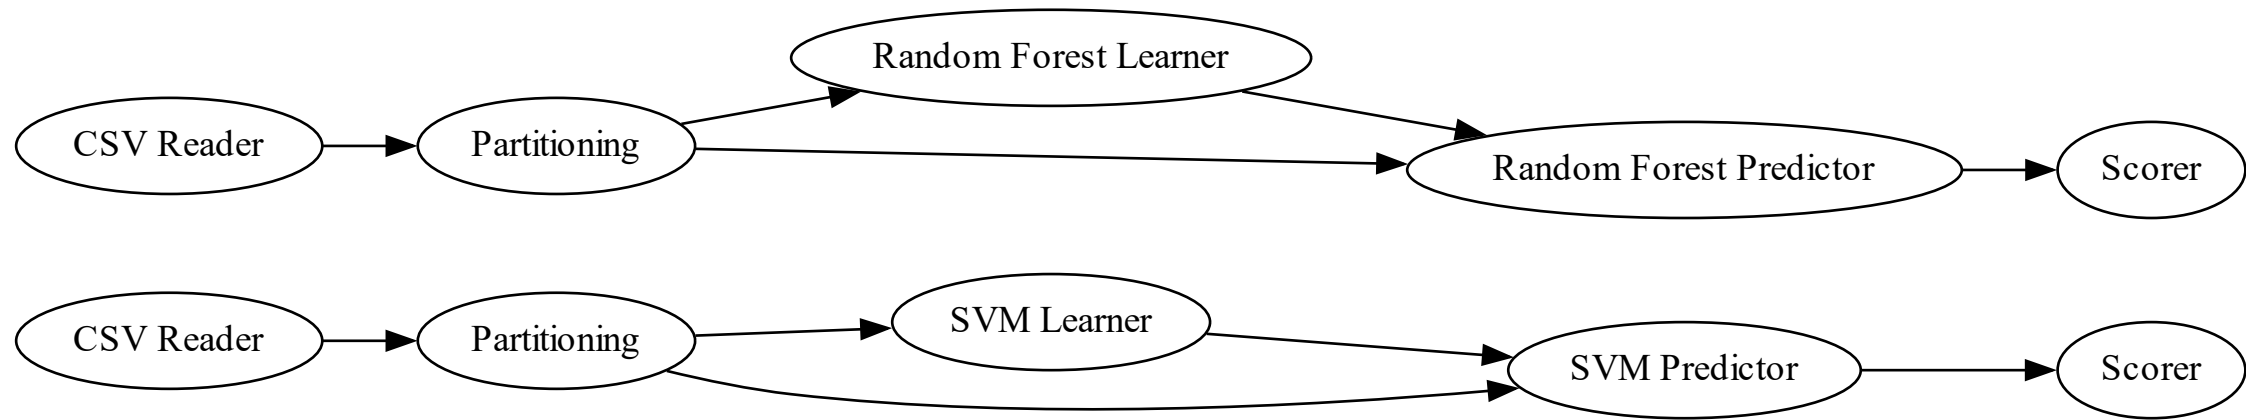 Random Forest Learner
CSV Reader
Partitioning
Random Forest Predictor
Scorer
SVM Learner
CSV Reader
Partitioning
SVM Predictor
Scorer